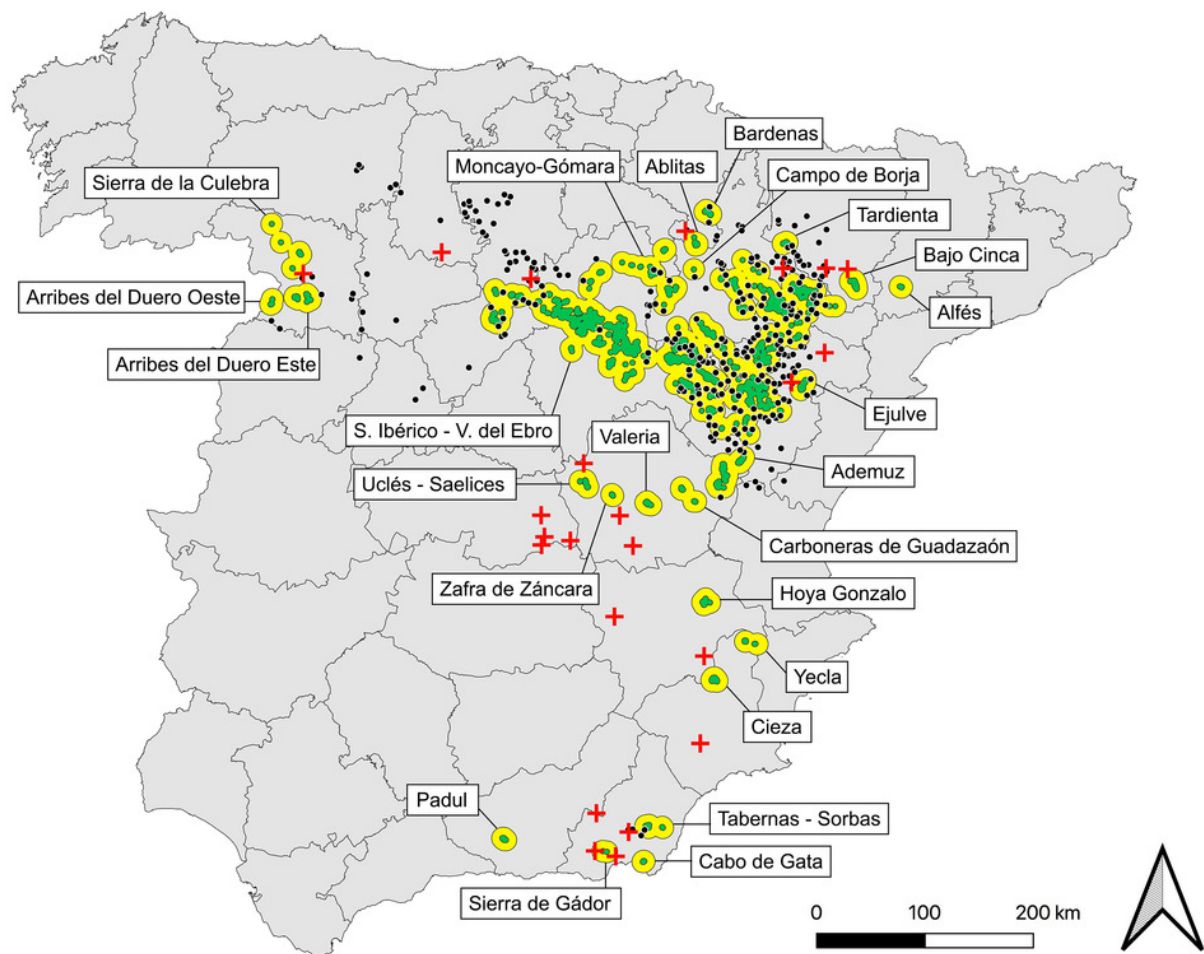 Bardenas
Moncayo-Gómara
Ablitas
Campo de Borja
Sierra de la Culebra
Tardienta
Bajo Cinca
Arribes del Duero Oeste
Alfés
Arribes del Duero Este
Ejulve
S. Ibérico - V. del Ebro
Valeria
Ademuz
Uclés - Saelices
Carboneras de Guadazaón
Zafra de Záncara
Hoya Gonzalo
Yecla
Cieza
Padul
Tabernas - Sorbas
Cabo de Gata
Sierra de Gádor
0 100 200 km